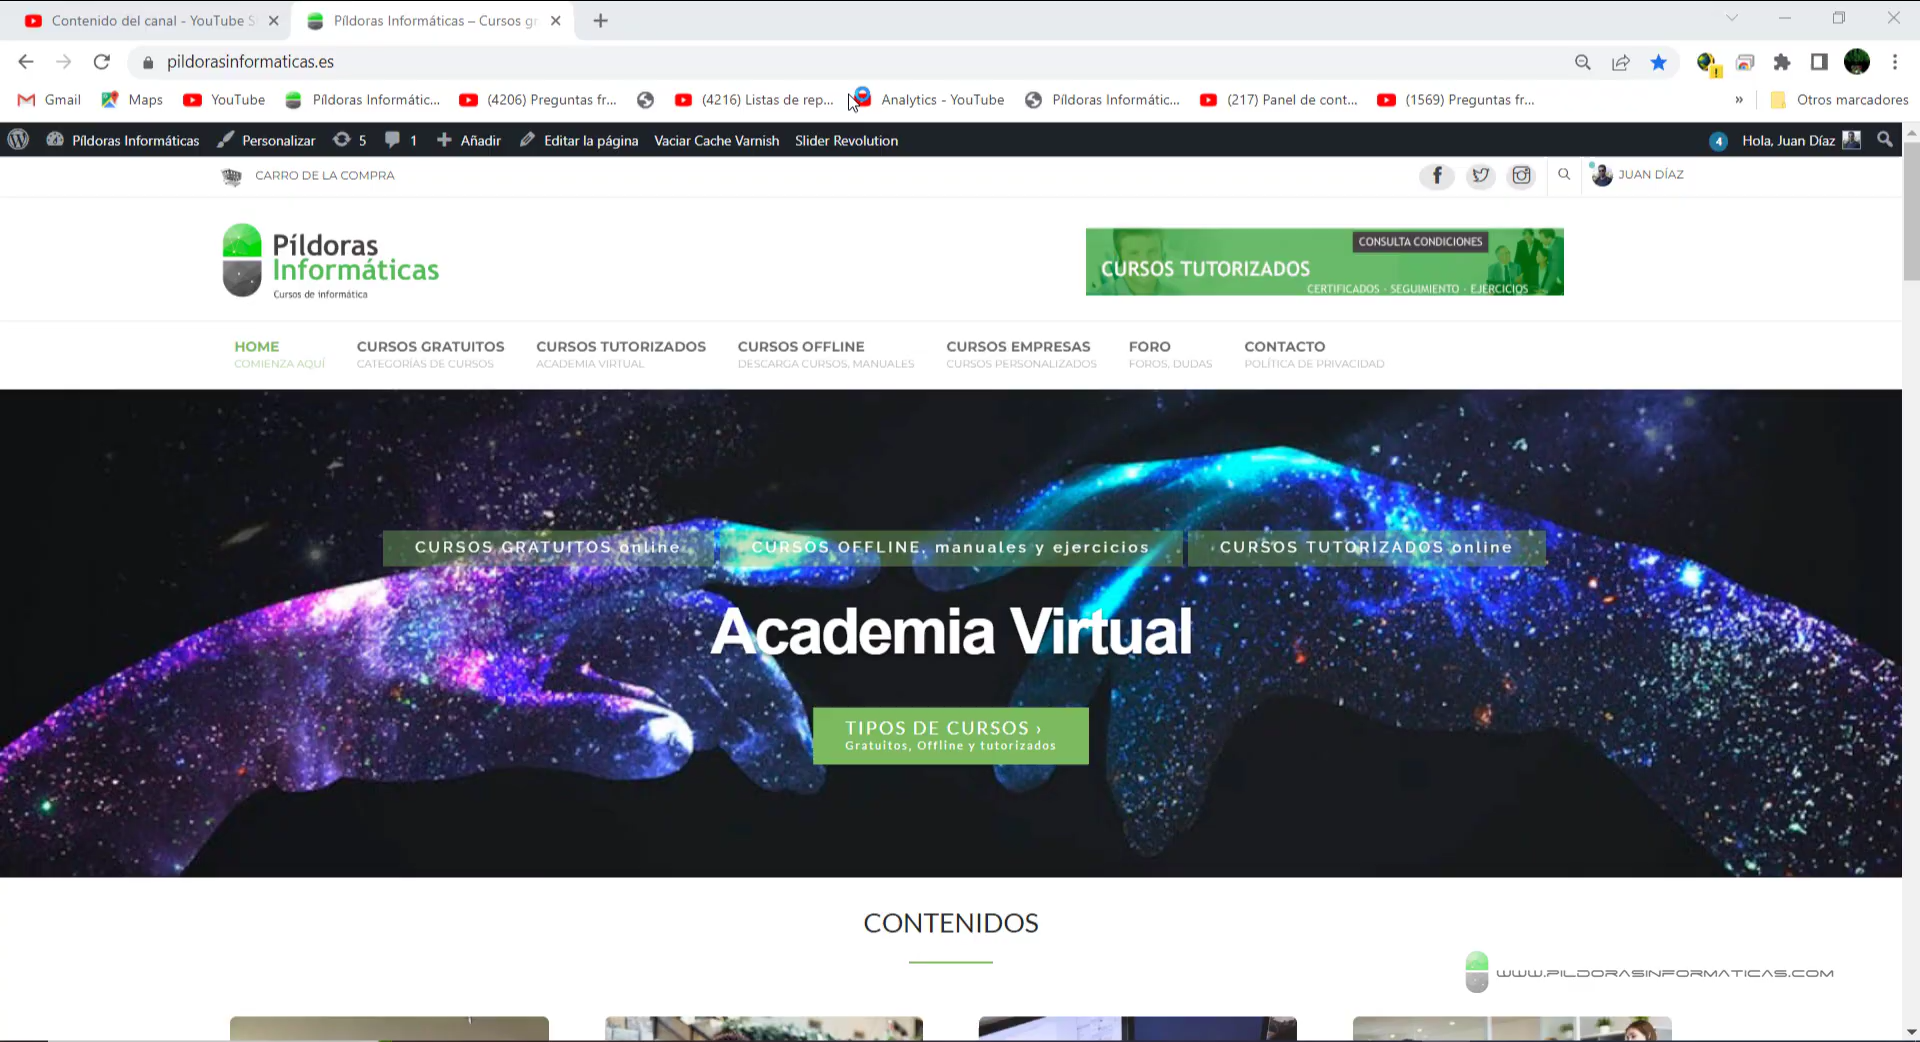 Contenido del canal - YouTube S
Píldoras Informáticas – Cursos gr
pildorasinformaticas.es
Gmail
Maps
YouTube
Píldoras Informátic...
(4206) Preguntas fr...
(4216) Listas de rep...
Analytics - YouTube
Píldoras Informátic...
(217) Panel de cont...
(1569) Preguntas fr...
»
Otros marcadores
Píldoras Informáticas
Personalizar
5
1
Añadir
Editar la página
Vaciar Cache Varnish
Slider Revolution
4
Hola, Juan Díaz
CARRO DE LA COMPRA
JUAN DÍAZ
Píldoras
Informáticas
Cursos de informática
CONSULTA CONDICIONES
CURSOS TUTORIZADOS
CERTIFICADOS - SEGUIMIENTO - EJERCICIOS
HOME
COMIENZA AQUÍ
CURSOS GRATUITOS
CATEGORÍAS DE CURSOS
CURSOS TUTORIZADOS
ACADEMIA VIRTUAL
CURSOS OFFLINE
DESCARGA CURSOS, MANUALES
CURSOS EMPRESAS
CURSOS PERSONALIZADOS
FORO
FOROS, DUDAS
CONTACTO
POLÍTICA DE PRIVACIDAD
CURSOS GRATUITOS online
CURSOS OFFLINE, manuales y ejercicios
CURSOS TUTORIZADOS online
Academia Virtual
TIPOS DE CURSOS ›
Gratuitos, Offline y tutorizados
CONTENIDOS
WWW.PILDORASINFORMATICAS.COM